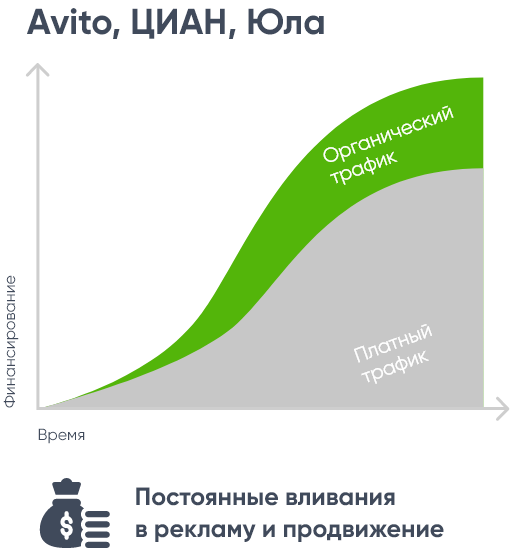 Avito, ЦИАН, Юла
Органический
трафик
Платный
трафик
Финансирование
Время
$
Постоянные вливания
в рекламу и продвижение